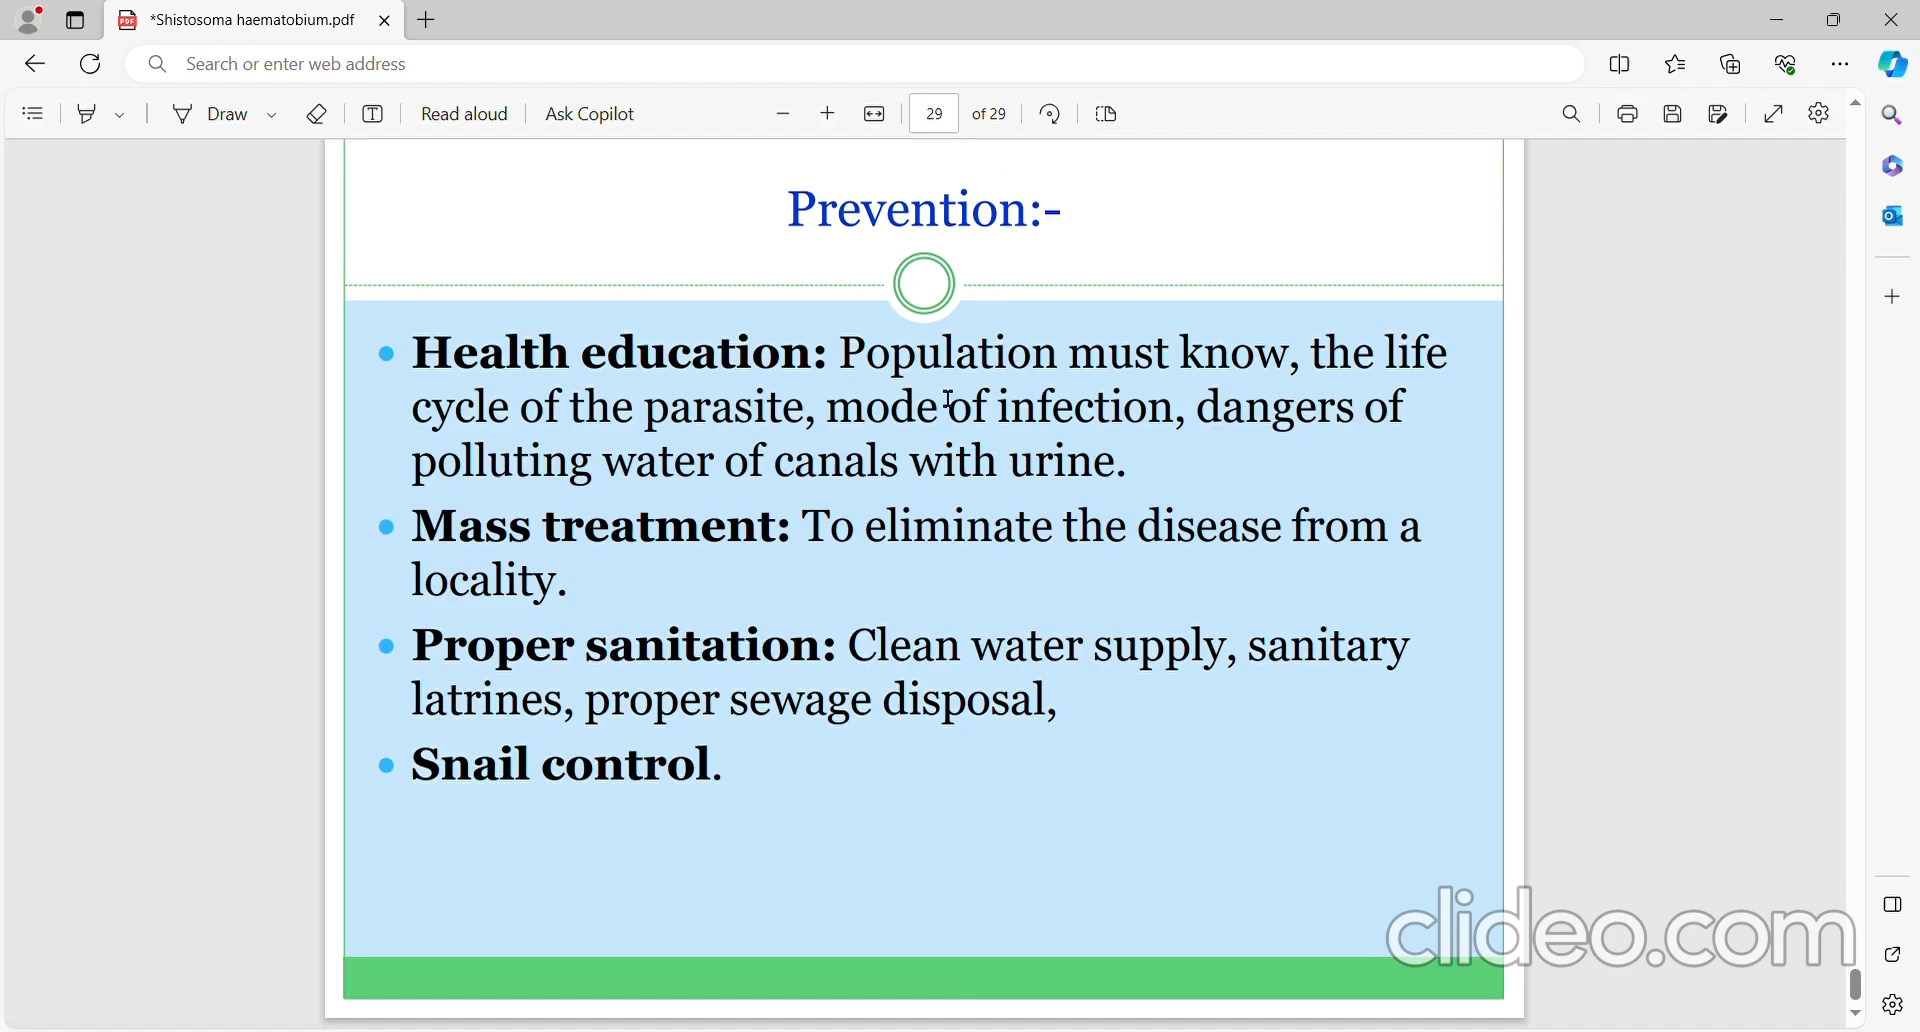 *Shistosoma haematobium.pdf
Search or enter web address
Draw
Read aloud
Ask Copilot
29
of 29
Prevention:-
• Health education: Population must know, the life
cycle of the parasite, mode of infection, dangers of
polluting water of canals with urine.
• Mass treatment: To eliminate the disease from a
locality.
• Proper sanitation: Clean water supply, sanitary
latrines, proper sewage disposal,
• Snail control.
clideo.com